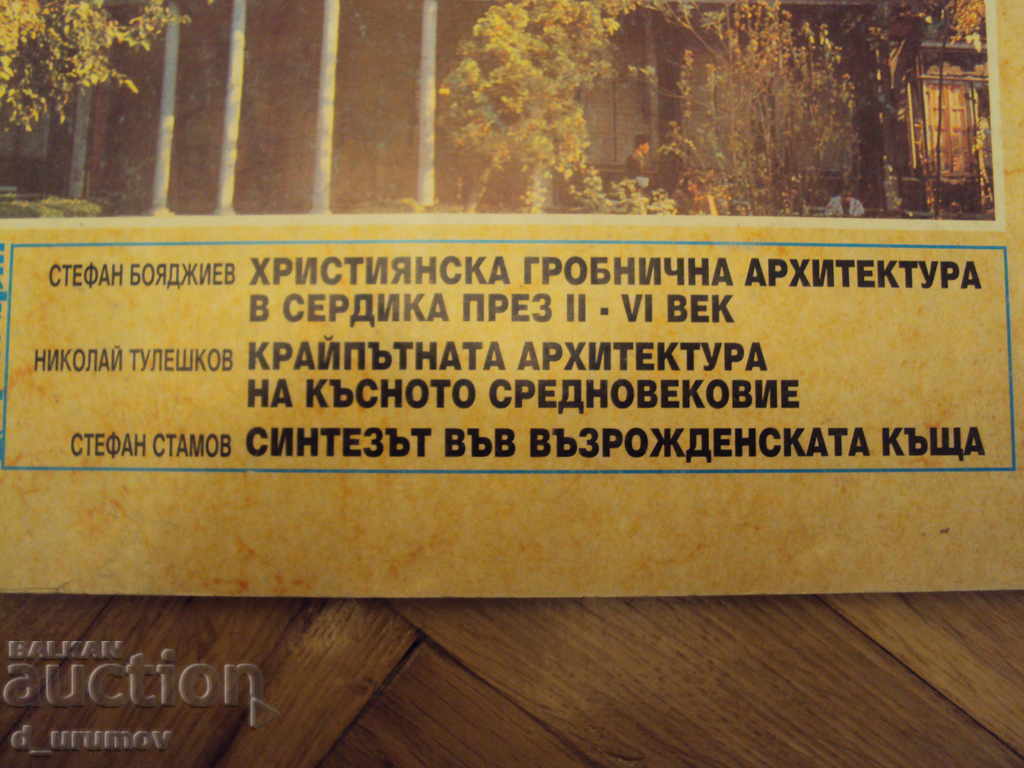 СТЕФАН БОЯДЖИЕВ ХРИСТИЯНСКА ГРОБНИЧНА АРХИТЕКТУРА
В СЕРДИКА ПРЕЗ II - VI ВЕК
НИКОЛАЙ ТУЛЕШКОВ КРАЙПЪТНАТА АРХИТЕКТУРА
НА КЪСНОТО СРЕДНОВЕКОВИЕ
СТЕФАН СТАМОВ СИНТЕЗЪТ ВЪВ ВЪЗРОЖДЕНСКАТА КЪЩА
BALKAN
auction
d_urumov